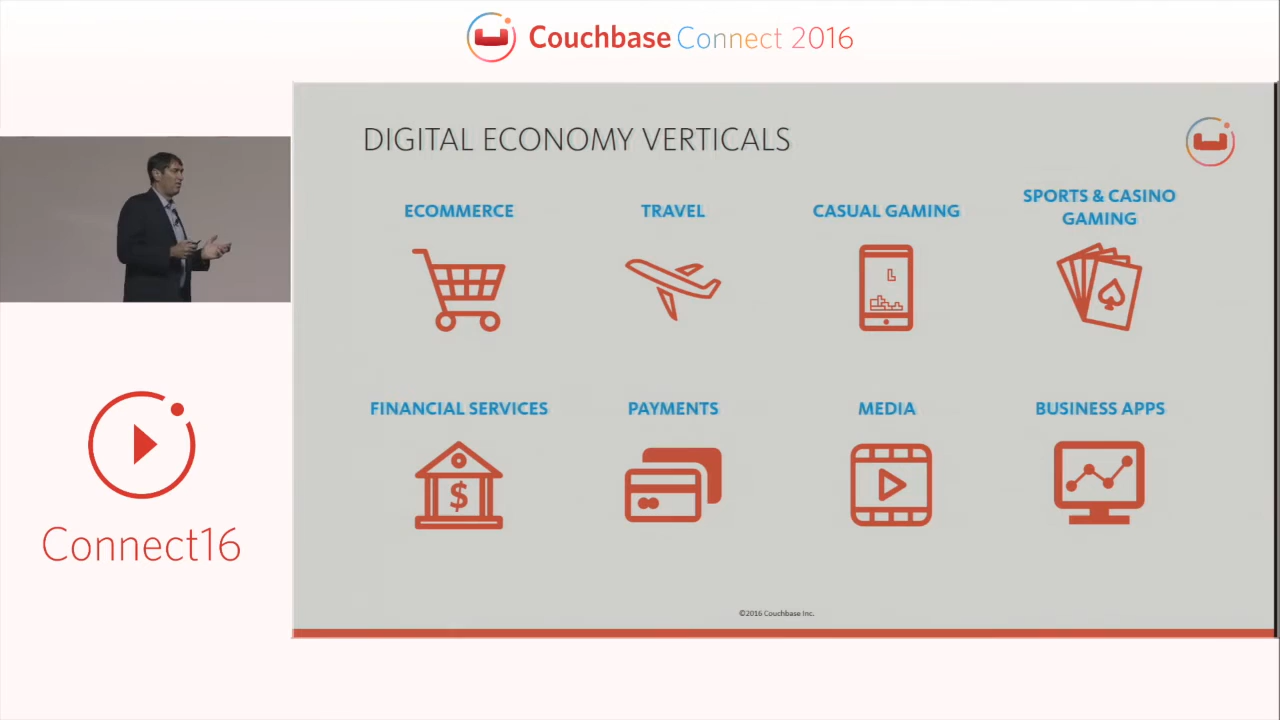 Couchbase Connect 2016
DIGITAL ECONOMY VERTICALS
ECOMMERCE
TRAVEL
CASUAL GAMING
SPORTS & CASINO
GAMING
FINANCIAL SERVICES
PAYMENTS
MEDIA
BUSINESS APPS
$
Connect16
©2016 Couchbase Inc.